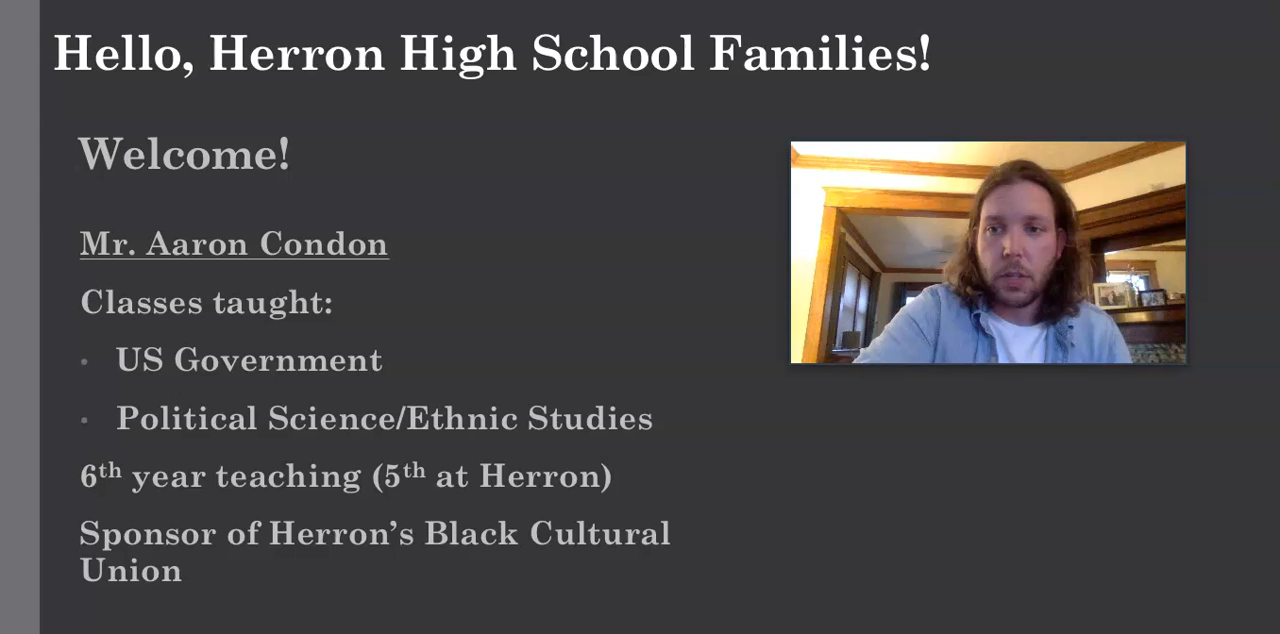 Hello, Herron High School Families!
Welcome!
Mr. Aaron Condon
Classes taught:
• US Government
• Political Science/Ethnic Studies
6th year teaching (5th at Herron)
Sponsor of Herron’s Black Cultural
Union